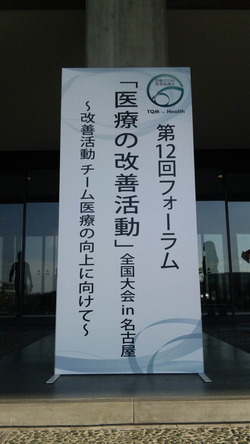 TQM for Health
第12回フォーラム
「医療の改善活動」全国大会in名古屋
〜改善活動 チーム医療の向上に向けて〜